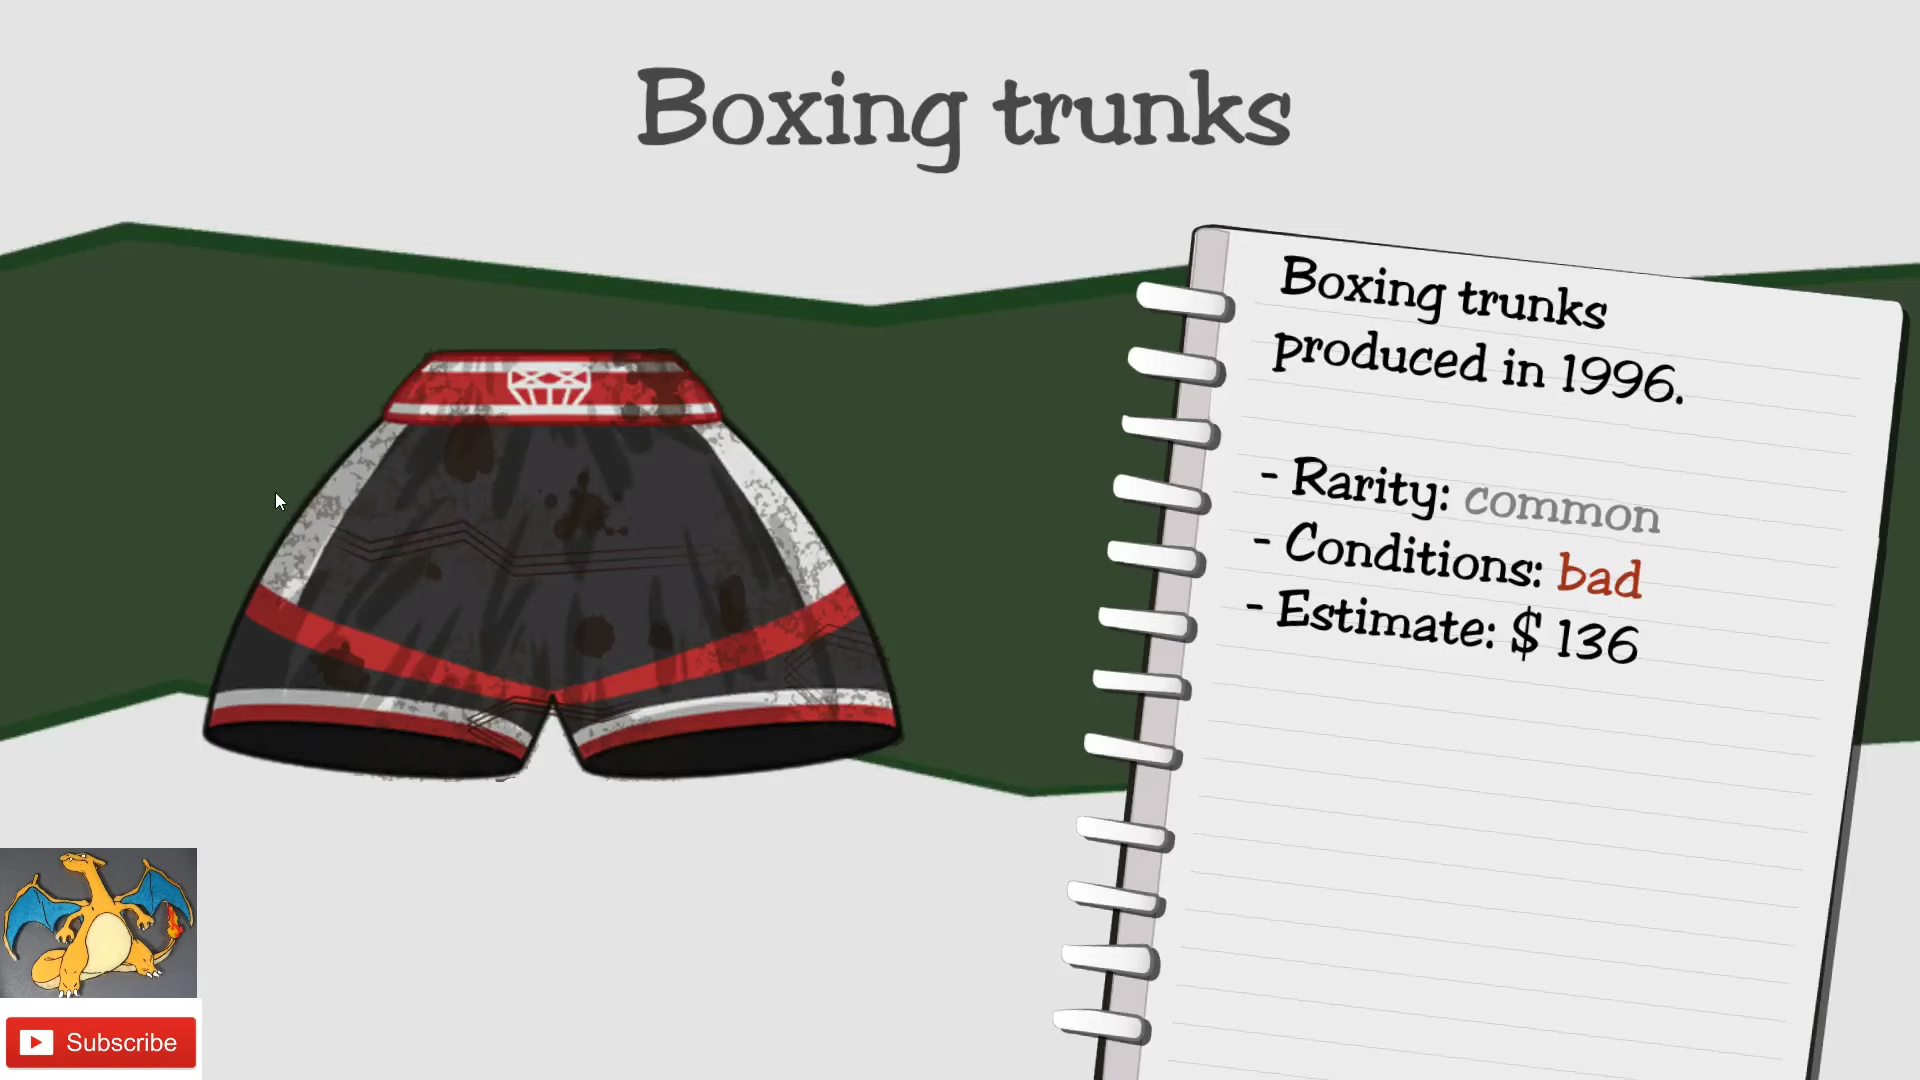 Boxing trunks
Boxing trunks
produced in 1996.
- Rarity: common
- Conditions: bad
- Estimate: $ 136
Subscribe